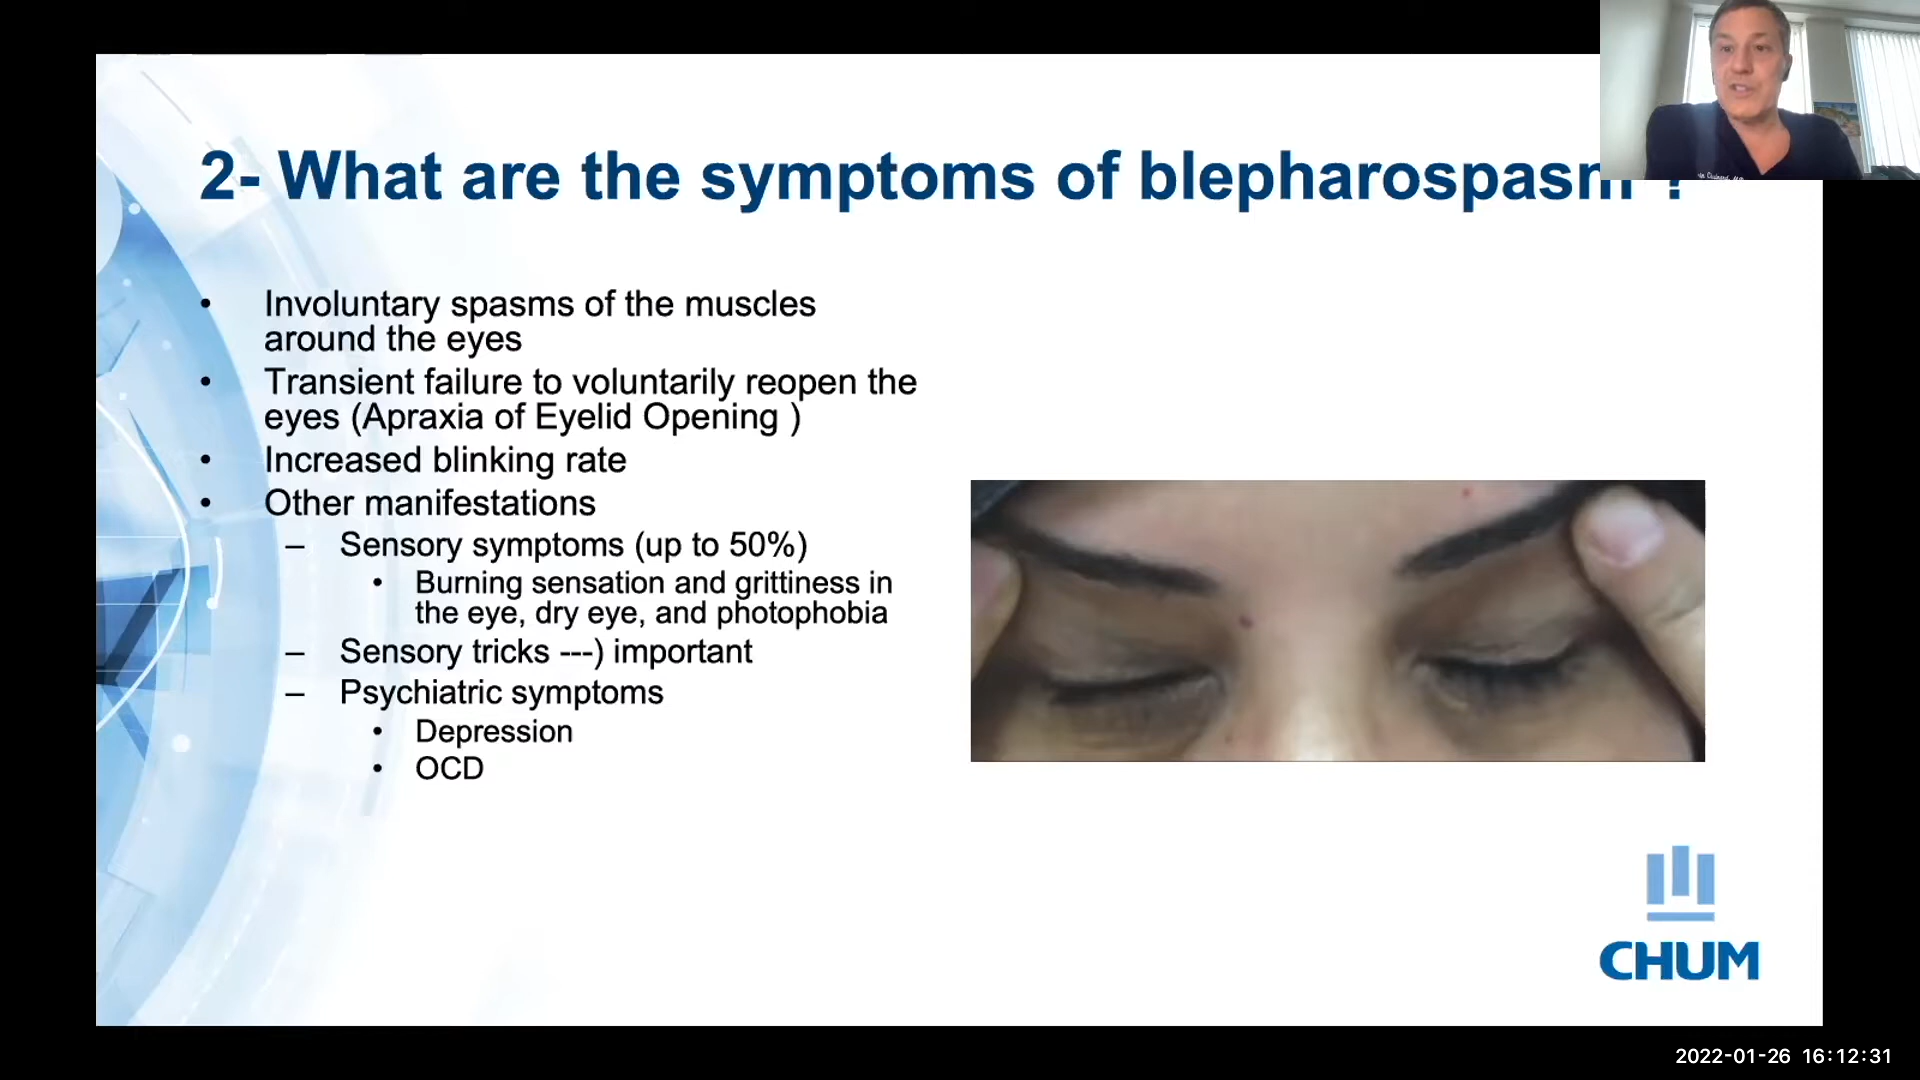 2- What are the symptoms of blepharospasm ?
• Involuntary spasms of the muscles
around the eyes
• Transient failure to voluntarily reopen the
eyes (Apraxia of Eyelid Opening )
• Increased blinking rate
• Other manifestations
– Sensory symptoms (up to 50%)
• Burning sensation and grittiness in
the eye, dry eye, and photophobia
– Sensory tricks ---) important
– Psychiatric symptoms
• Depression
• OCD
CHUM
2022-01-26 16:12:31